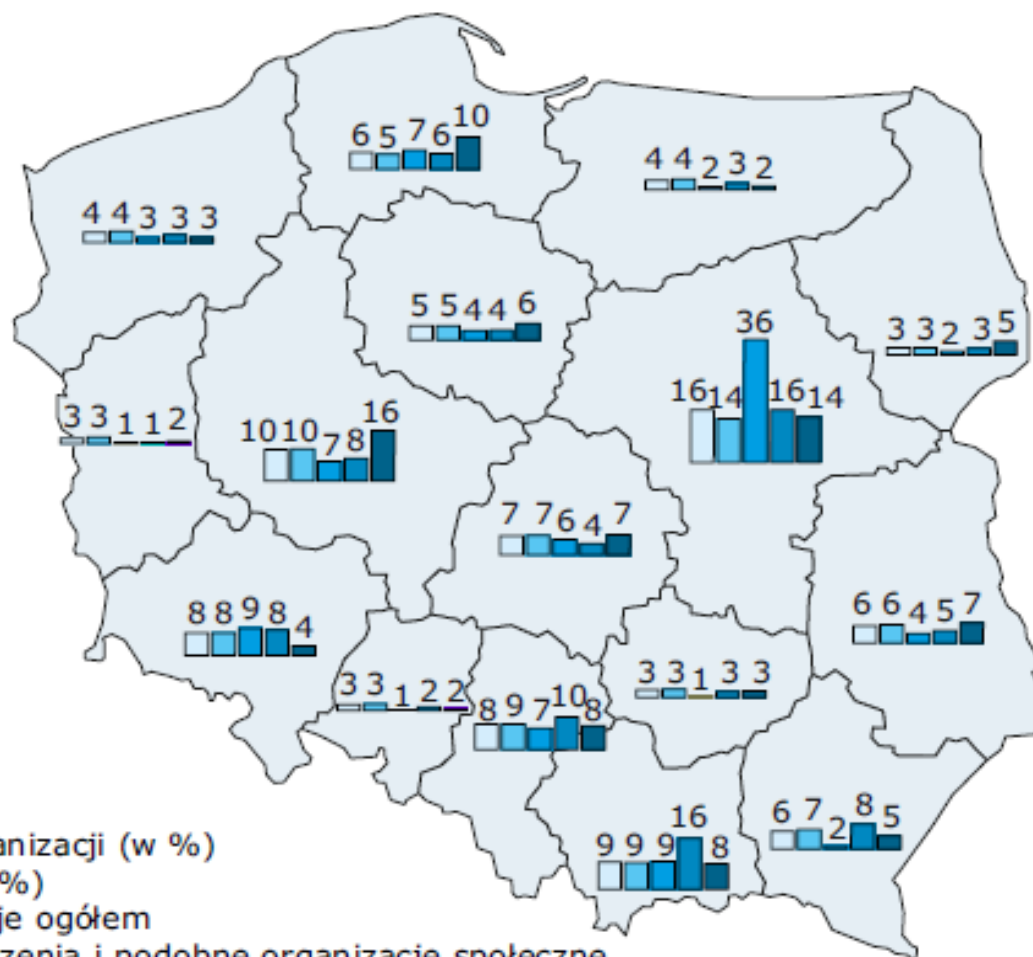 6 5 7 6 10
4 4 2 3 2
4 4 3 3 3
5 5 4 4 6
36
3 3 2 3 5
16 14 16 14
3 3 1 1 2
10 10 7 8 16
7 7 6 4 7
8 8 9 8 4
6 6 4 5 7
3 3 1 2 2
3 3 1 3 3
8 9 7 10 8
6 7 2 8 5
9 9 9 16 8
anizacji (w %)
%)
je ogółem
zenia i podobne organizacje społeczne